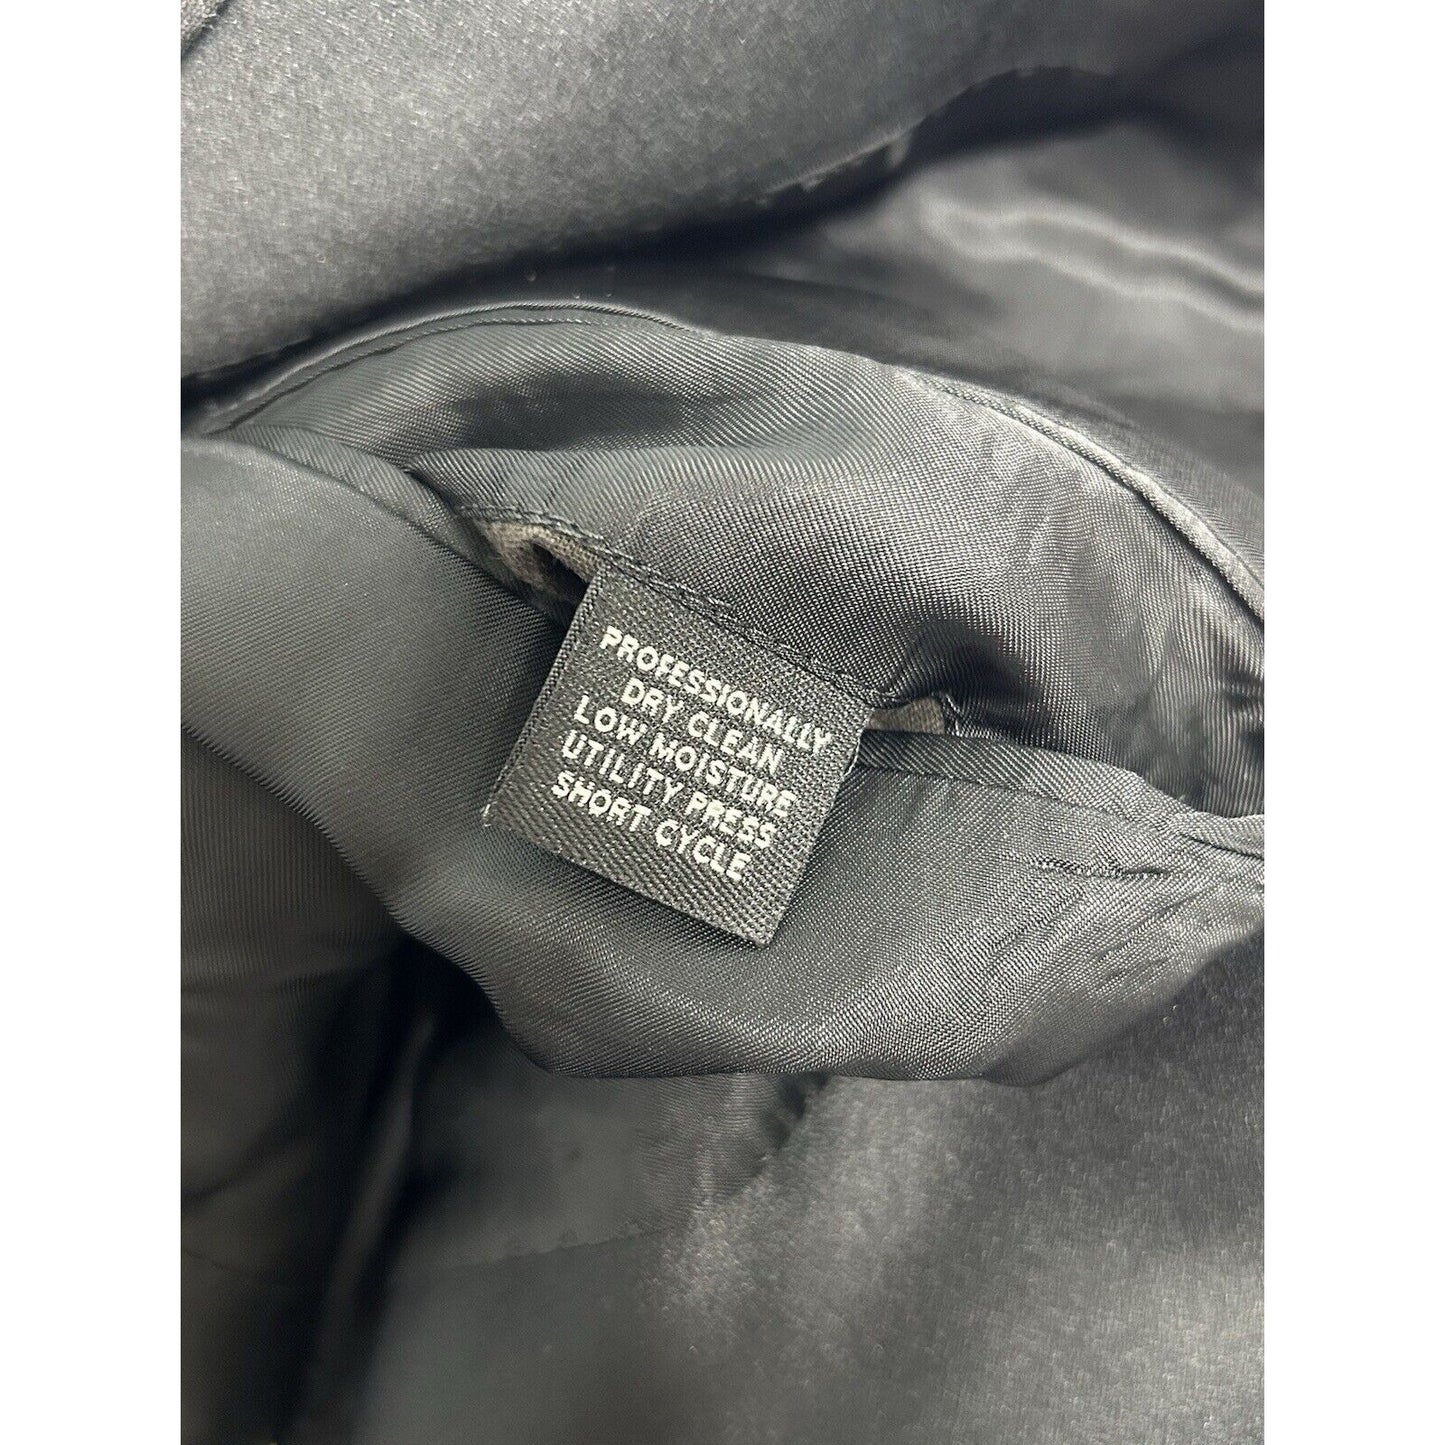 PROFESSIONALLY
DRY CLEAN
LOW MOISTURE
UTILITY PRESS
SHORT CYCLE